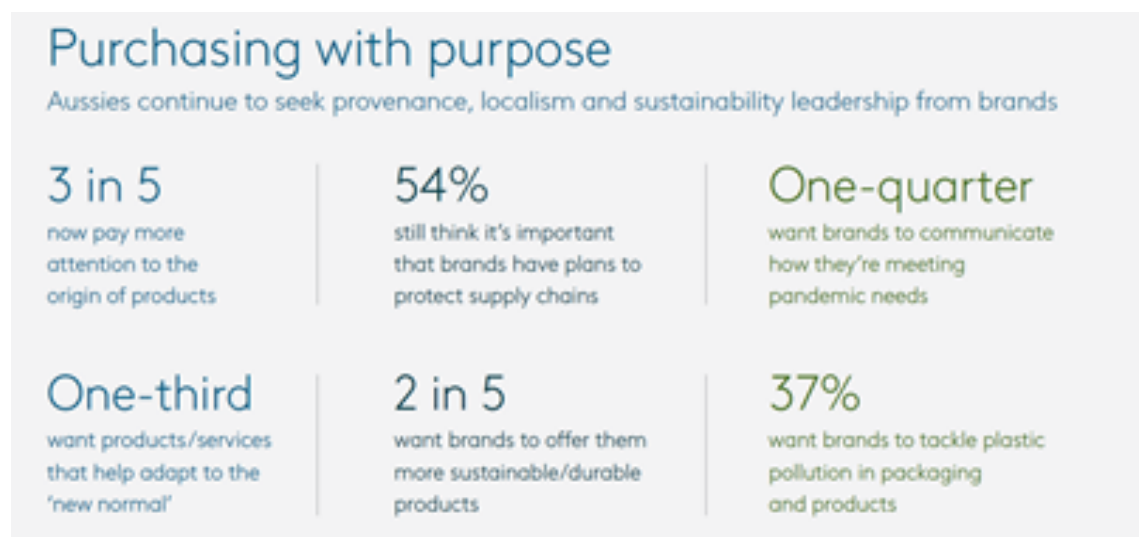 Purchasing with purpose
Aussies continue to seek provenance, localism and sustainability leadership from brands
3 in 5
now pay more
attention to the
origin of products
54%
still think it's important
that brands have plans to
protect supply chains
One-quarter
want brands to communicate
how they're meeting
pandemic needs
One-third
want products/services
that help adapt to the
'new normal'
2 in 5
want brands to offer them
more sustainable/durable
products
37%
want brands to tackle plastic
pollution in packaging
and products